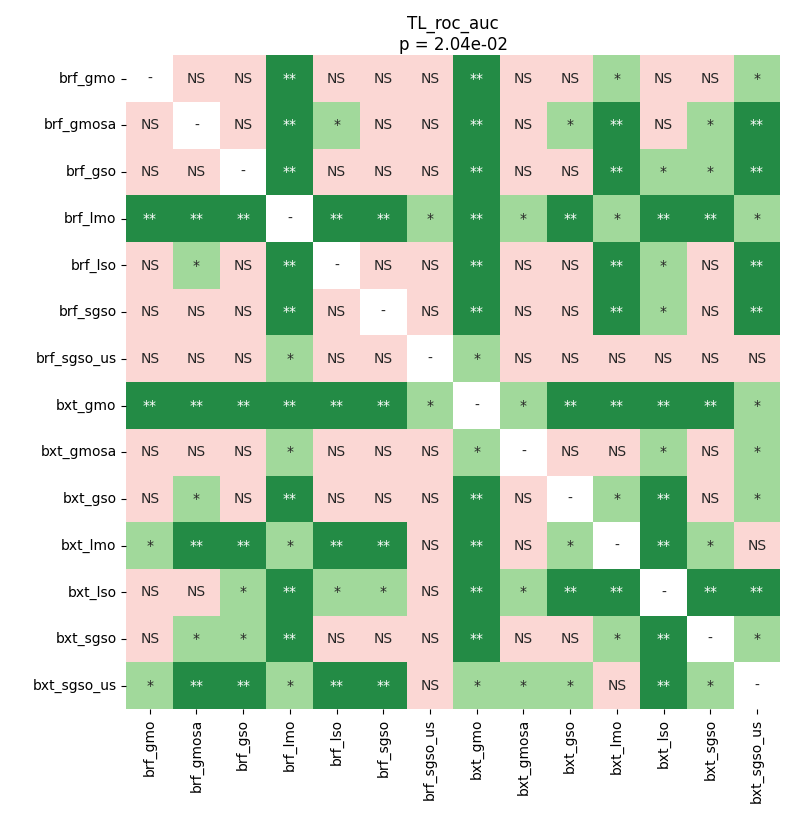 TL_roc_auc
p = 2.04e-02
brf_gmo - NS NS ** NS NS NS ** NS NS * NS NS *
brf_gmosa NS - NS ** * NS NS ** NS * ** NS * **
brf_gso NS NS - ** NS NS NS ** NS NS ** * * **
brf_lmo ** ** ** - ** ** * ** * ** * ** ** *
brf_lso NS * NS ** - NS NS ** NS NS ** * NS **
brf_sgso NS NS NS ** NS - NS ** NS NS ** * NS **
brf_sgso_us NS NS NS * NS NS - * NS NS NS NS NS NS
bxt_gmo ** ** ** ** ** ** * - * ** ** ** ** *
bxt_gmosa NS NS NS * NS NS NS * - NS NS * NS *
bxt_gso NS * NS ** NS NS NS ** NS - * ** NS *
bxt_lmo * ** ** * ** ** NS ** NS * - ** * NS
bxt_lso NS NS * ** * * NS ** * ** ** - ** **
bxt_sgso NS * * ** NS NS NS ** NS NS * ** - *
bxt_sgso_us * ** ** * ** ** NS * * * NS ** * -
brf_gmo brf_gmosa brf_gso brf_lmo brf_lso brf_sgso brf_sgso_us bxt_gmo bxt_gmosa bxt_gso bxt_lmo bxt_lso bxt_sgso bxt_sgso_us